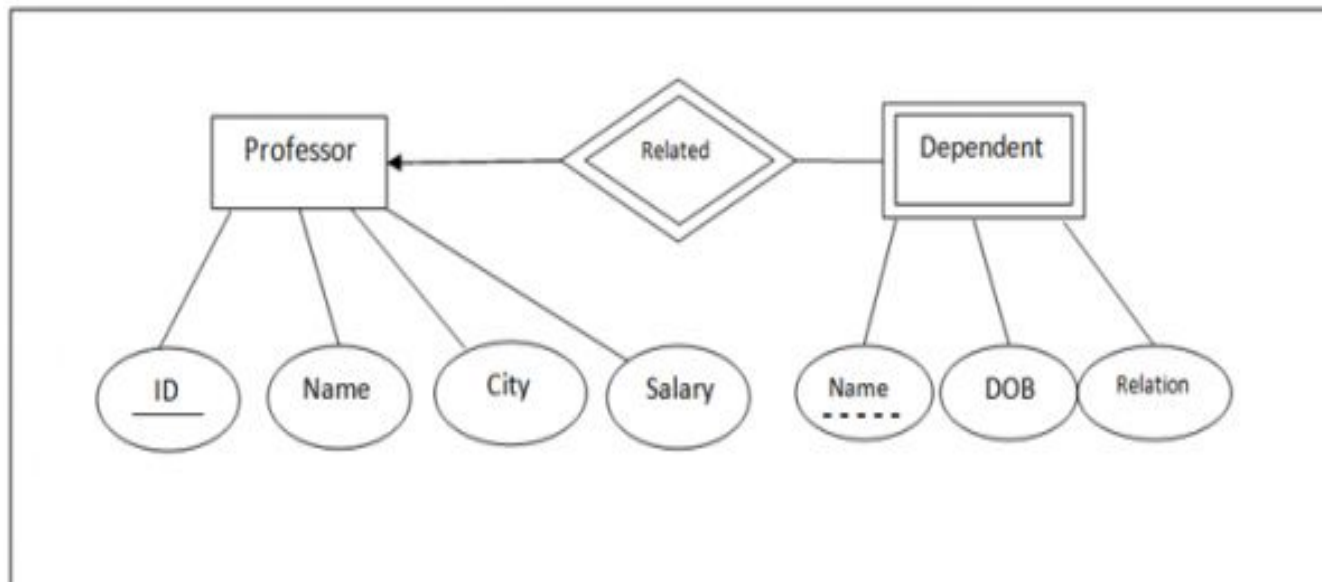 Professor
Related
Dependent
ID
Name
City
Salary
Name
DOB
Relation